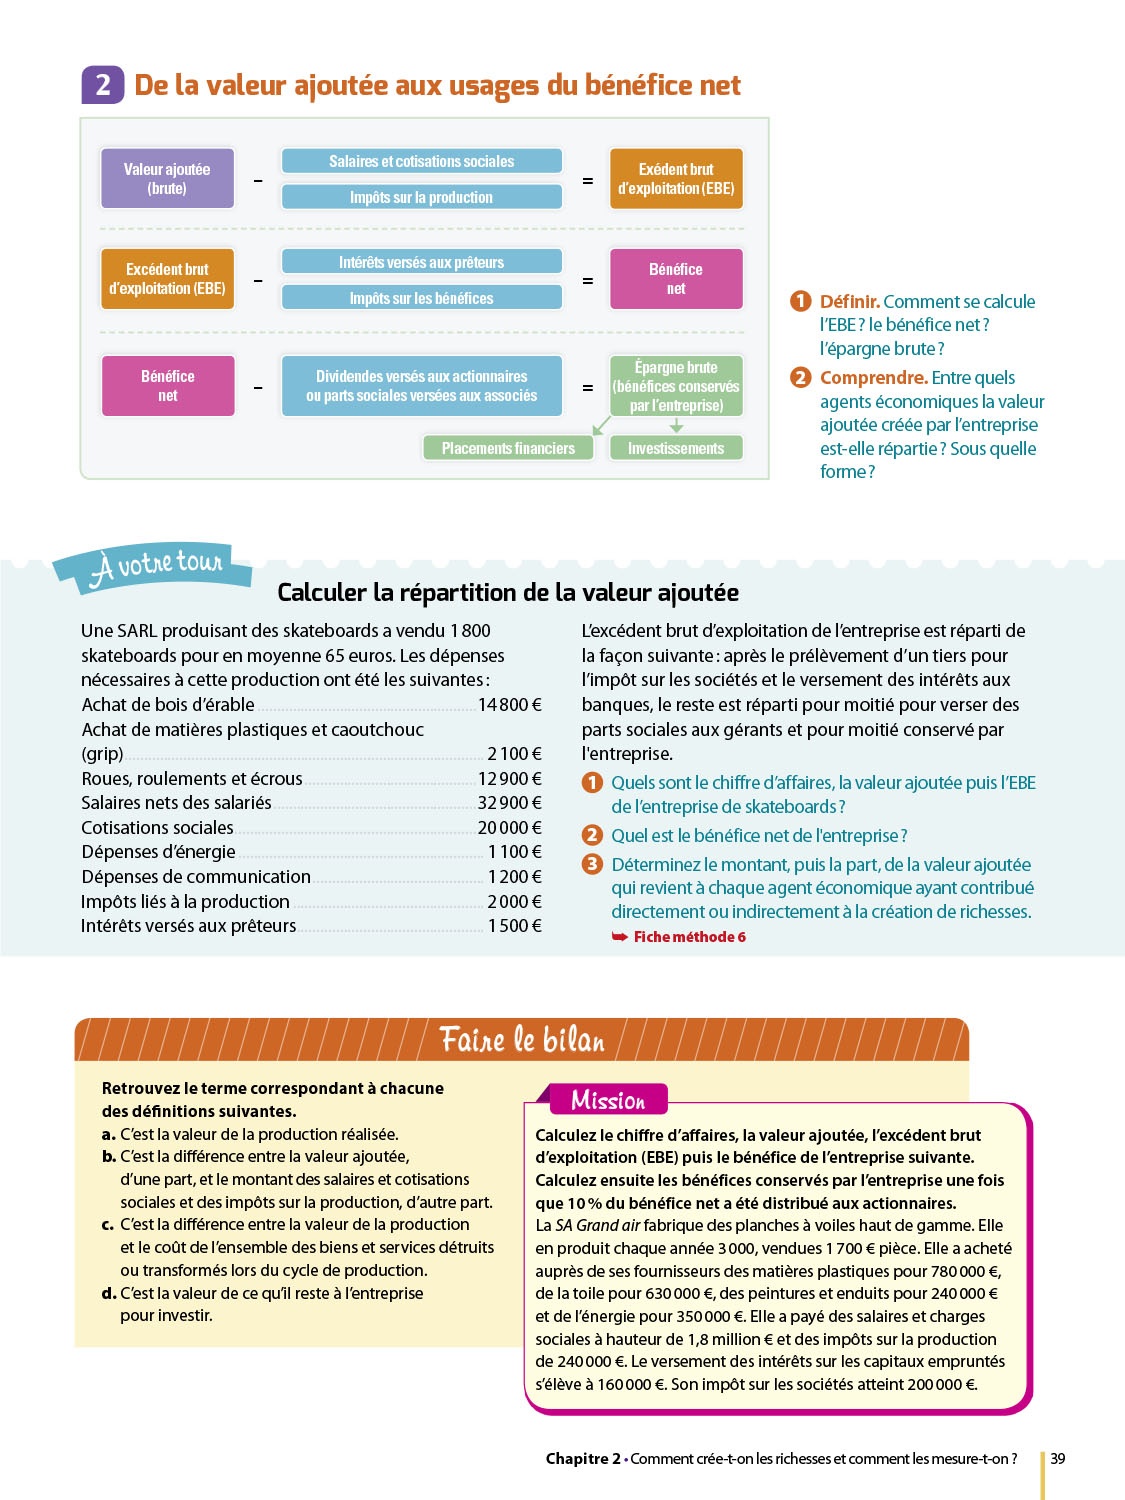 2 De la valeur ajoutée aux usages du bénéfice net
Valeur ajoutée
(brute)
–
Salaires et cotisations sociales
Impôts sur la production
=
Exédent brut
d'exploitation (EBE)
Excédent brut
d'exploitation (EBE)
–
Intérêts versés aux prêteurs
Impôts sur les bénéfices
=
Bénéfice
net
Bénéfice
net
–
Dividendes versés aux actionnaires
ou parts sociales versées aux associés
=
Épargne brute
(bénéfices conservés
par l'entreprise)
Placements financiers
Investissements
1 Définir. Comment se calcule
l'EBE ? le bénéfice net ?
l'épargne brute ?
2 Comprendre. Entre quels
agents économiques la valeur
ajoutée créée par l'entreprise
est-elle répartie ? Sous quelle
forme ?
À votre tour
Calculer la répartition de la valeur ajoutée
Une SARL produisant des skateboards a vendu 1 800
skateboards pour en moyenne 65 euros. Les dépenses
nécessaires à cette production ont été les suivantes :
Achat de bois d'érable 14 800 €
Achat de matières plastiques et caoutchouc
(grip) 2 100 €
Roues, roulements et écrous 12 900 €
Salaires nets des salariés 32 900 €
Cotisations sociales 20 000 €
Dépenses d'énergie 1 100 €
Dépenses de communication 1 200 €
Impôts liés à la production 2 000 €
Intérêts versés aux prêteurs 1 500 €
L'excédent brut d'exploitation de l'entreprise est réparti de
la façon suivante : après le prélèvement d'un tiers pour
l'impôt sur les sociétés et le versement des intérêts aux
banques, le reste est réparti pour moitié pour verser des
parts sociales aux gérants et pour moitié conservé par
l'entreprise.
1 Quels sont le chiffre d'affaires, la valeur ajoutée puis l'EBE
de l'entreprise de skateboards ?
2 Quel est le bénéfice net de l'entreprise ?
3 Déterminez le montant, puis la part, de la valeur ajoutée
qui revient à chaque agent économique ayant contribué
directement ou indirectement à la création de richesses.
➥ Fiche méthode 6
Faire le bilan
Retrouvez le terme correspondant à chacune
des définitions suivantes.
a. C'est la valeur de la production réalisée.
b. C'est la différence entre la valeur ajoutée,
d'une part, et le montant des salaires et cotisations
sociales et des impôts sur la production, d'autre part.
c. C'est la différence entre la valeur de la production
et le coût de l'ensemble des biens et services détruits
ou transformés lors du cycle de production.
d. C'est la valeur de ce qu'il reste à l'entreprise
pour investir.
Mission
Calculez le chiffre d'affaires, la valeur ajoutée, l'excédent brut
d'exploitation (EBE) puis le bénéfice de l'entreprise suivante.
Calculez ensuite les bénéfices conservés par l'entreprise une fois
que 10 % du bénéfice net a été distribué aux actionnaires.
La SA Grand air fabrique des planches à voiles haut de gamme. Elle
en produit chaque année 3 000, vendues 1 700 € pièce. Elle a acheté
auprès de ses fournisseurs des matières plastiques pour 780 000 €,
de la toile pour 630 000 €, des peintures et enduits pour 240 000 €
et de l'énergie pour 350 000 €. Elle a payé des salaires et charges
sociales à hauteur de 1,8 million € et des impôts sur la production
de 240 000 €. Le versement des intérêts sur les capitaux empruntés
s'élève à 160 000 €. Son impôt sur les sociétés atteint 200 000 €.
Chapitre 2 • Comment crée-t-on les richesses et comment les mesure-t-on ? 39